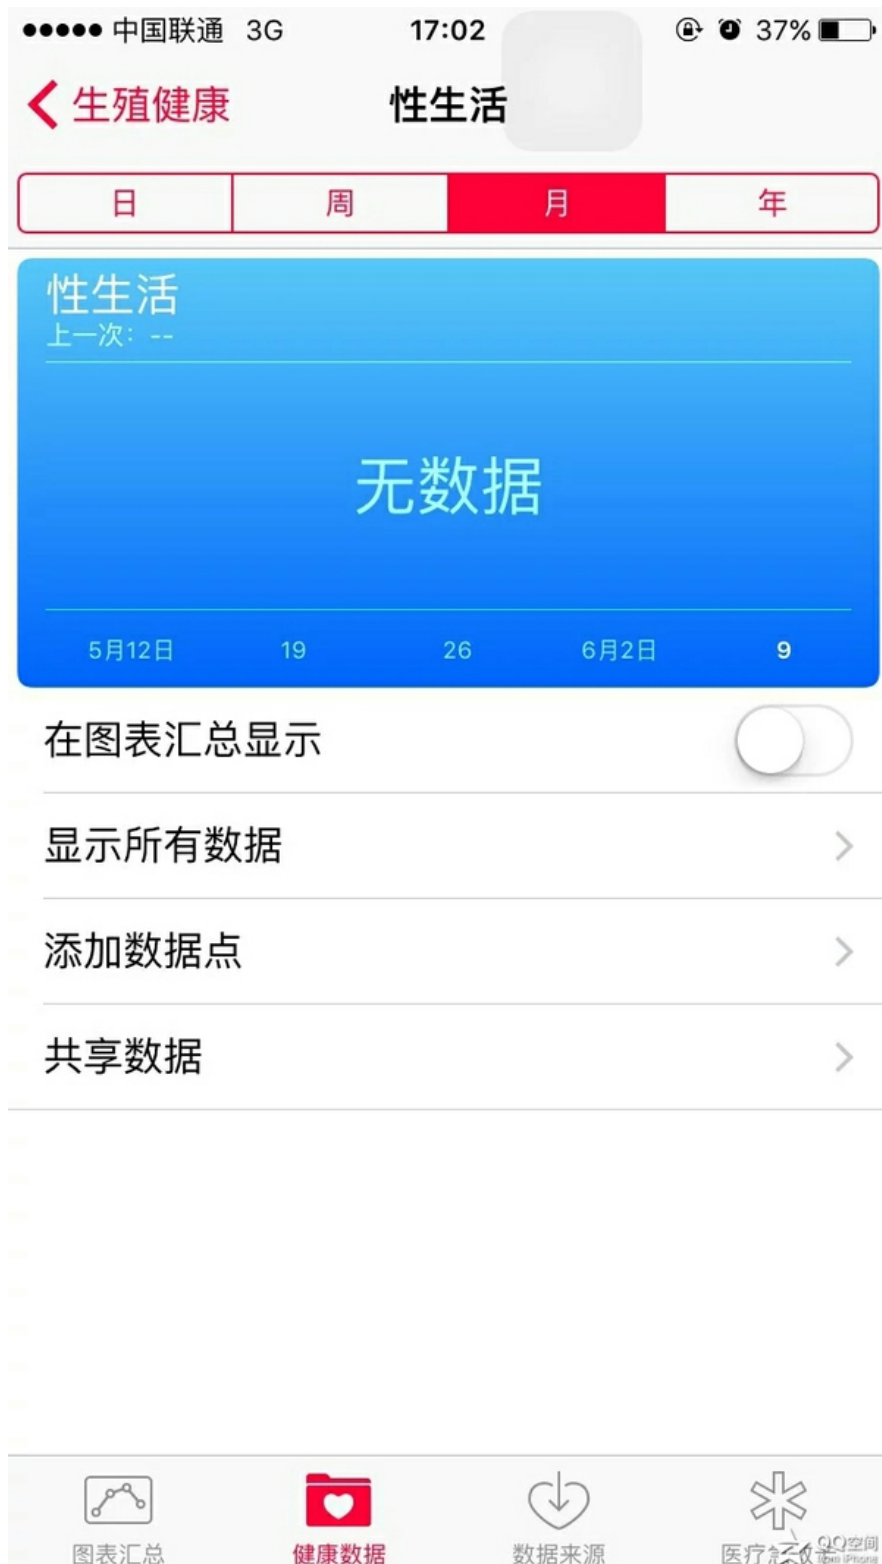 中国联通 3G 17:02 37%
生殖健康 性生活
日 周 月 年
性生活
上一次: --
无数据
5月12日 19 26 6月2日 9
在图表汇总显示
显示所有数据
添加数据点
共享数据
图表汇总 健康数据 数据来源 医疗
QQ空间